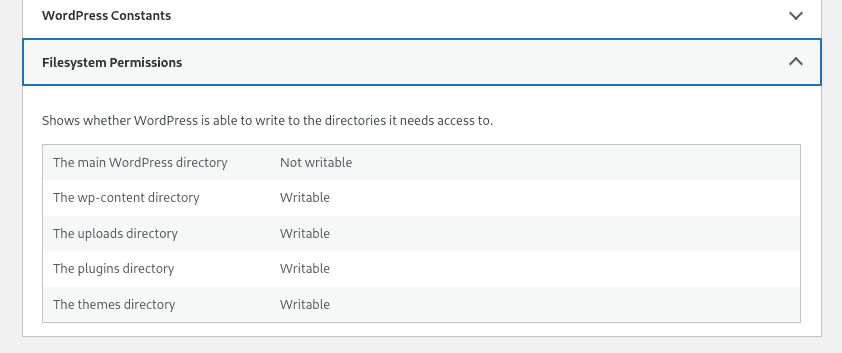 WordPress Constants
Filesystem Permissions
Shows whether WordPress is able to write to the directories it needs access to.
The main WordPress directory Not writable
The wp-content directory Writable
The uploads directory Writable
The plugins directory Writable
The themes directory Writable